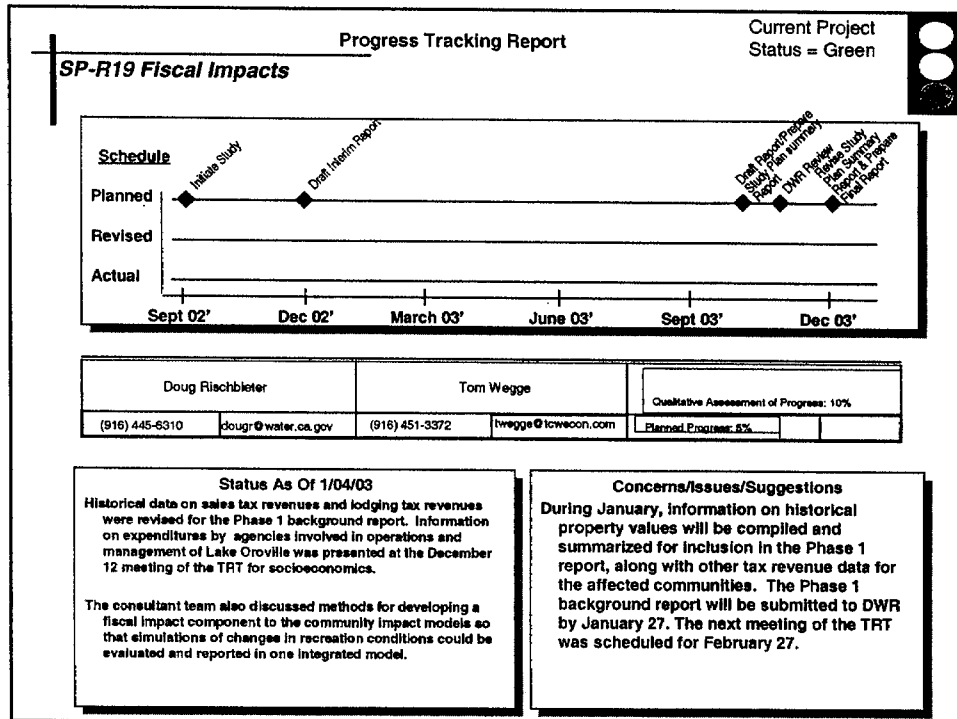 Progress Tracking Report
Current Project
Status = Green
SP-R19 Fiscal Impacts
Schedule
Initiate Study
Draft Interim Report
Draft Report/Prepare
Study Plan summary
Report
DWR Review
Revise Study
Plan Summary
Report & Prepare
Final Report
Planned
Revised
Actual
Sept 02' Dec 02' March 03' June 03' Sept 03' Dec 03'
Doug Rischbieter Tom Wegge Qualitative Assessment of Progress: 10%
(916) 445-6310 dougr@water.ca.gov (916) 451-3372 twegge@tcwecon.com Planned Progress: 5%
Status As Of 1/04/03
Historical data on sales tax revenues and lodging tax revenues
were revised for the Phase 1 background report. Information
on expenditures by agencies involved in operations and
management of Lake Oroville was presented at the December
12 meeting of the TRT for socioeconomics.
The consultant team also discussed methods for developing a
fiscal impact component to the community impact models so
that simulations of changes in recreation conditions could be
evaluated and reported in one integrated model.
Concerns/Issues/Suggestions
During January, information on historical
property values will be compiled and
summarized for inclusion in the Phase 1
report, along with other tax revenue data for
the affected communities. The Phase 1
background report will be submitted to DWR
by January 27. The next meeting of the TRT
was scheduled for February 27.